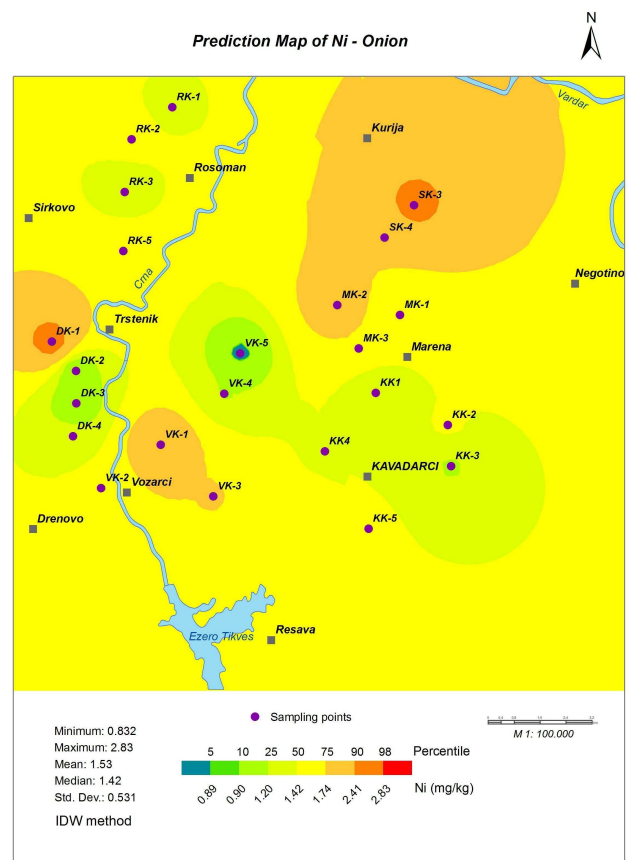 N
Prediction Map of Ni - Onion
RK-1
Vardar
RK-2
Kurija
Rosoman
RK-3
SK-3
Sirkovo
SK-4
RK-5
Negotino
Crna
MK-2
MK-1
Trstenik
DK-1
MK-3
VK-5
Marena
DK-2
VK-4
KK1
DK-3
KK-2
DK-4
VK-1
KK4
KK-3
KAVADARCI
VK-2
Vozarci
VK-3
Drenovo
KK-5
Resava
Ezero Tikves
Sampling points
Minimum: 0.832
Maximum: 2.83
Mean: 1.53
Median: 1.42
Std. Dev.: 0.531
IDW method
5 10 25 50 75 90 98 Percentile
0.89 0.90 1.20 1.42 1.74 2.41 2.83 Ni (mg/kg)
M 1: 100.000